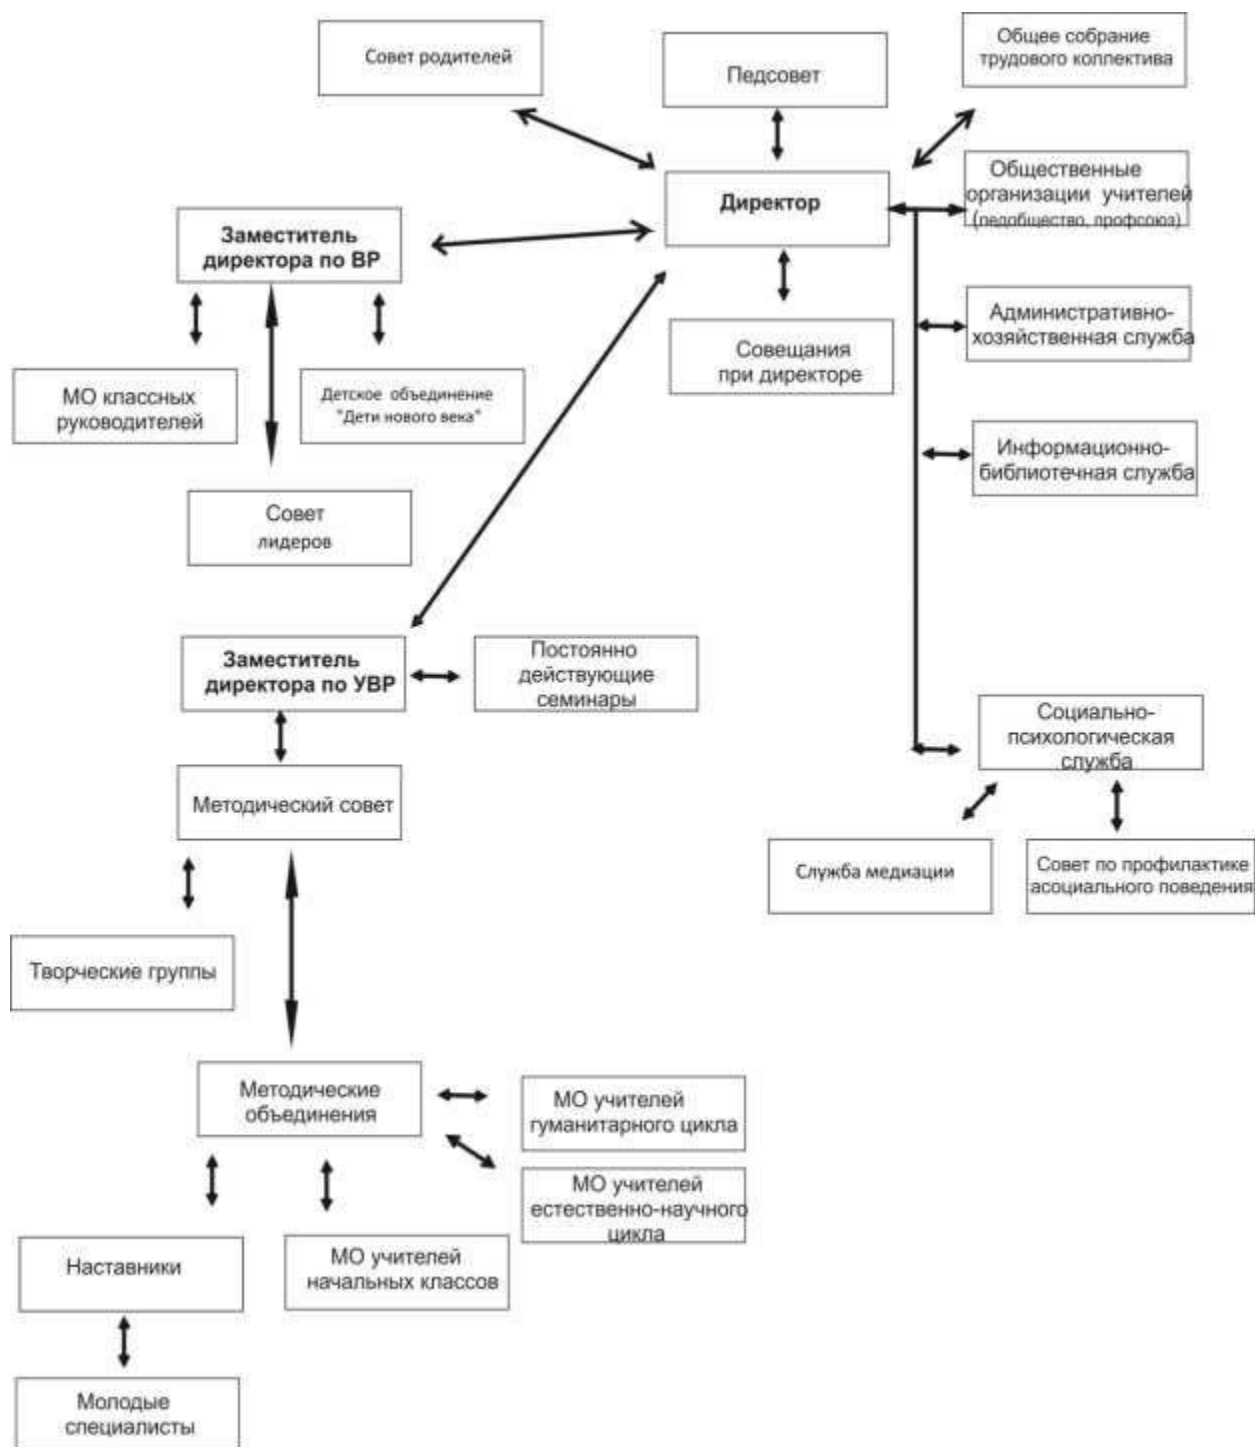 Совет родителей
Педсовет
Общее собрание
трудового коллектива
Директор
Общественные
организации учителей
(педобщество, профсоюз)
Заместитель
директора по ВР
Административно-
хозяйственная служба
Совещания
при директоре
МО классных
руководителей
Детское объединение
"Дети нового века"
Информационно-
библиотечная служба
Совет
лидеров
Заместитель
директора по УВР
Постоянно
действующие
семинары
Социально-
психологическая
служба
Методический совет
Служба медиации
Совет по профилактике
асоциального поведения
Творческие группы
Методические
объединения
МО учителей
гуманитарного цикла
МО учителей
естественно-научного
цикла
Наставники
МО учителей
начальных классов
Молодые
специалисты